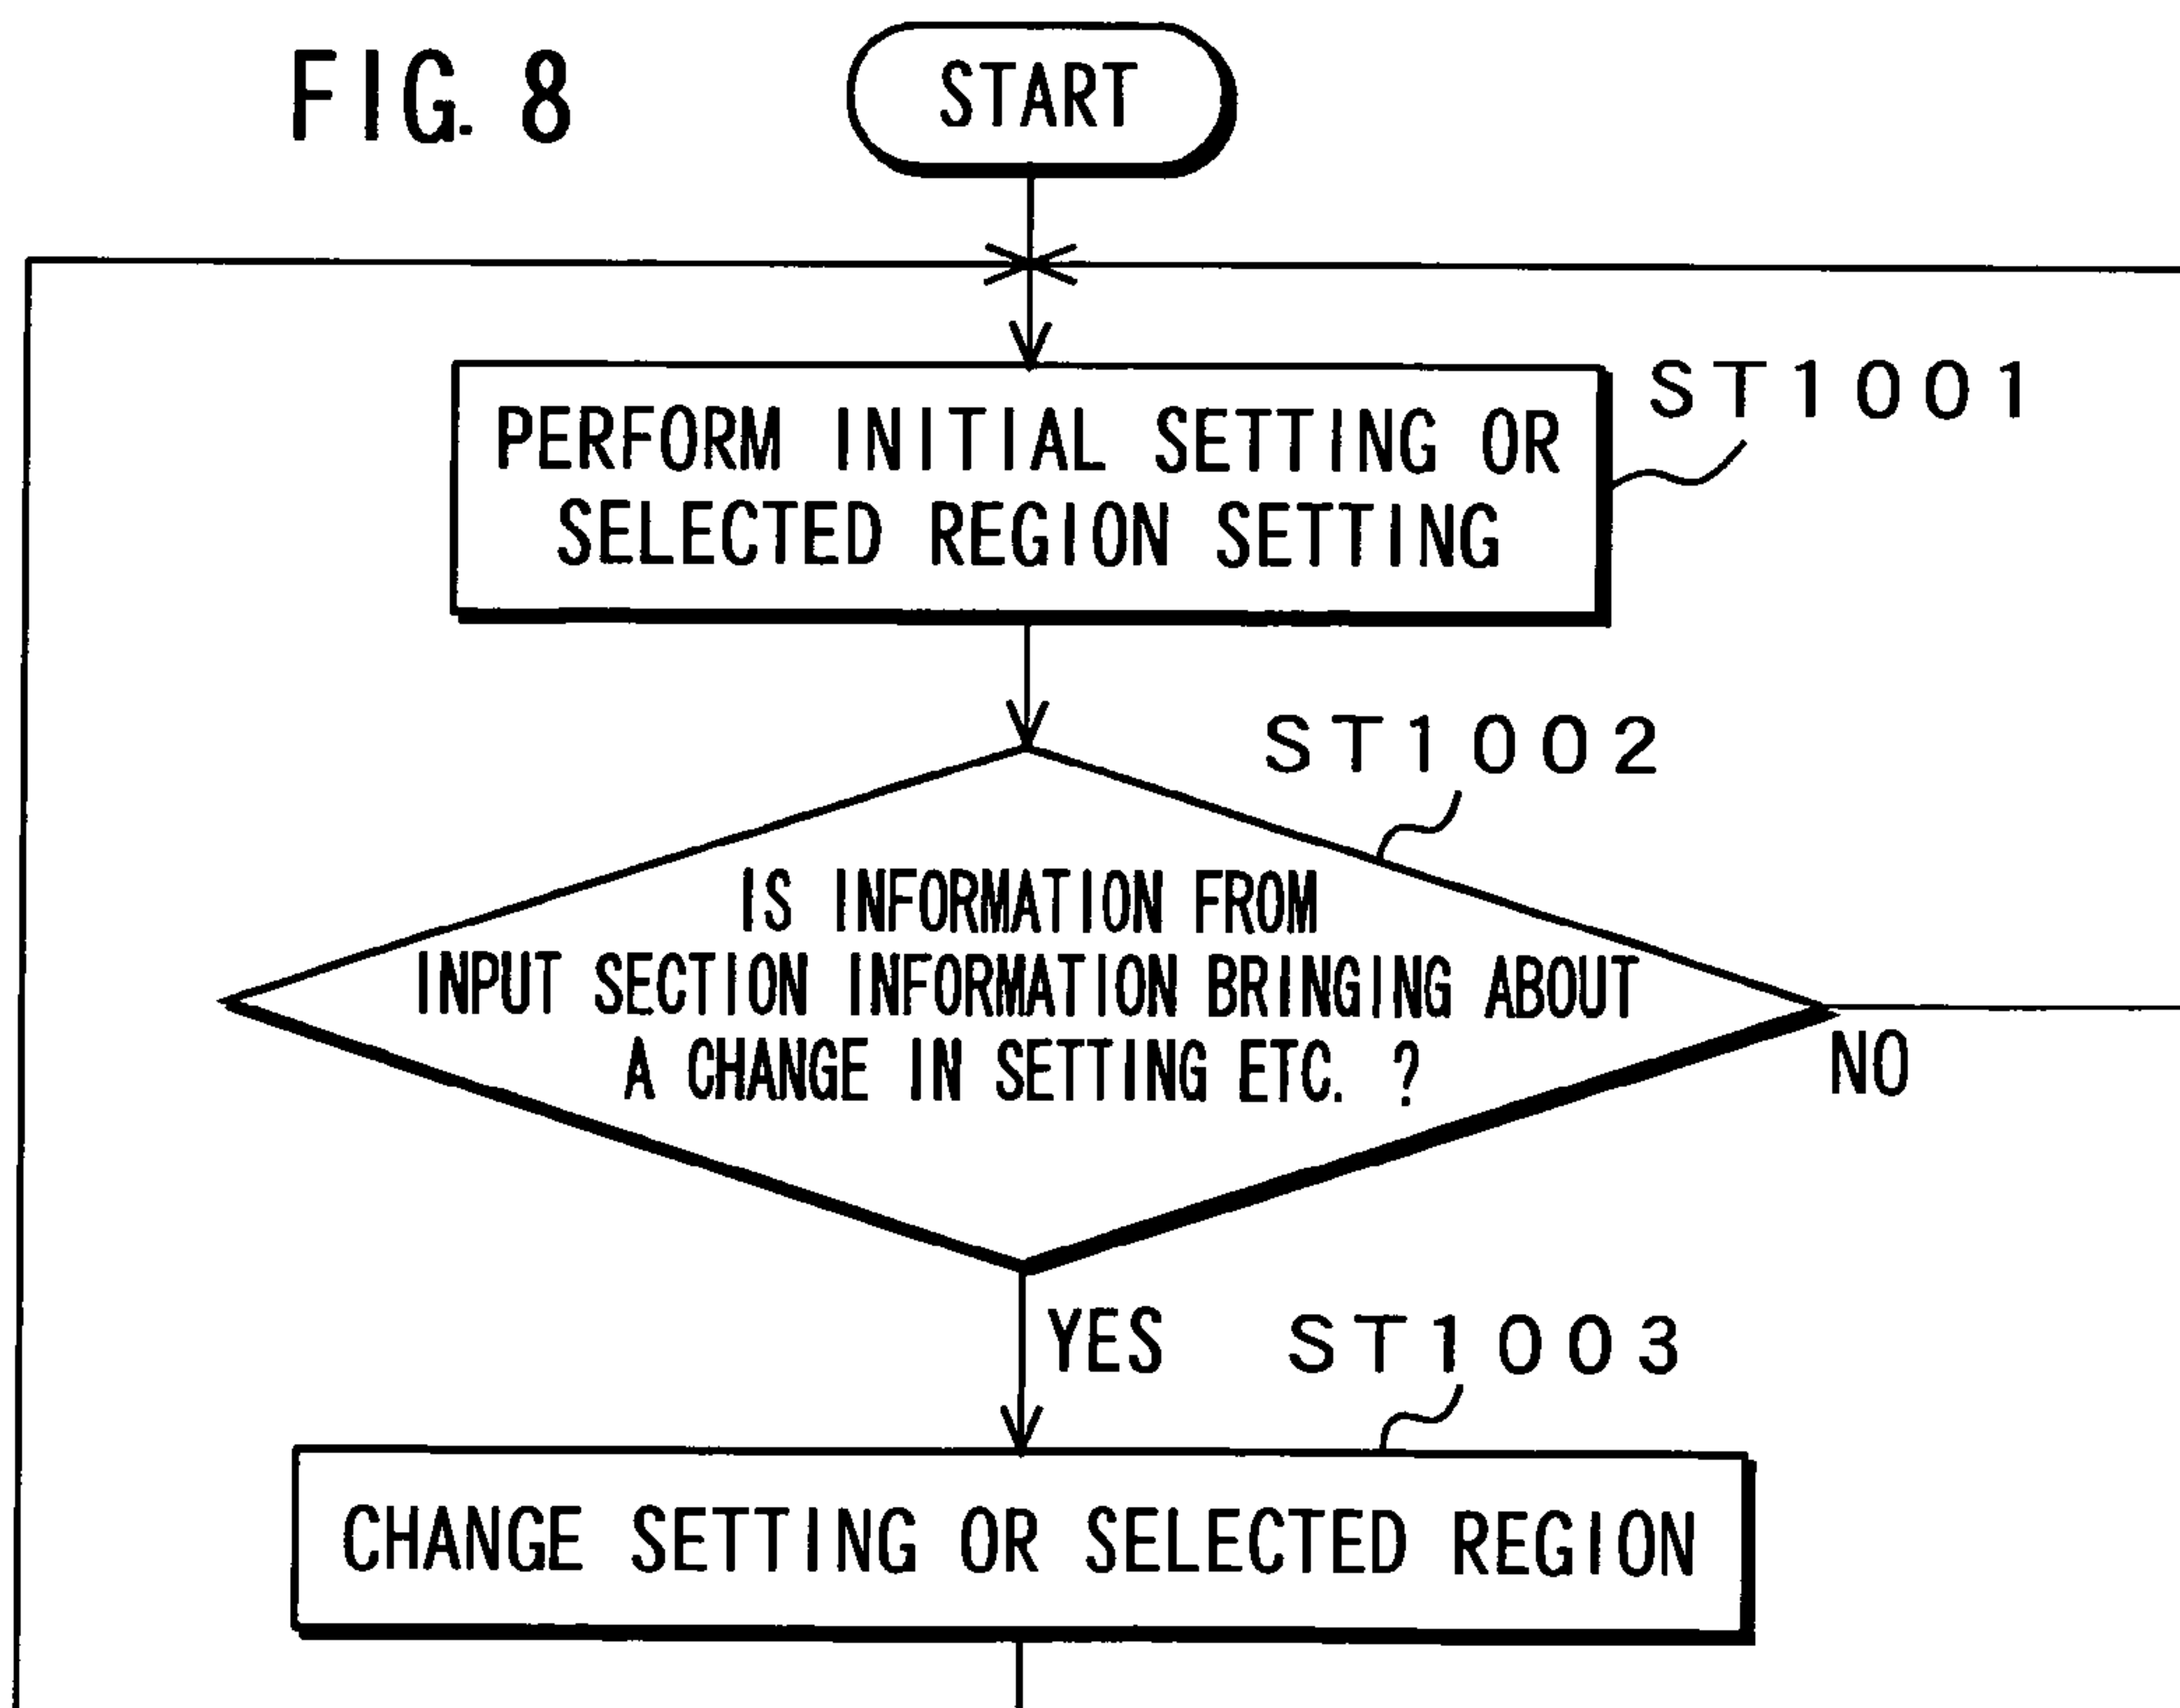 FIG. 8
START
ST1001
PERFORM INITIAL SETTING OR
SELECTED REGION SETTING
ST1002
IS INFORMATION FROM
INPUT SECTION INFORMATION BRINGING ABOUT
A CHANGE IN SETTING ETC. ?
NO
YES
ST1003
CHANGE SETTING OR SELECTED REGION